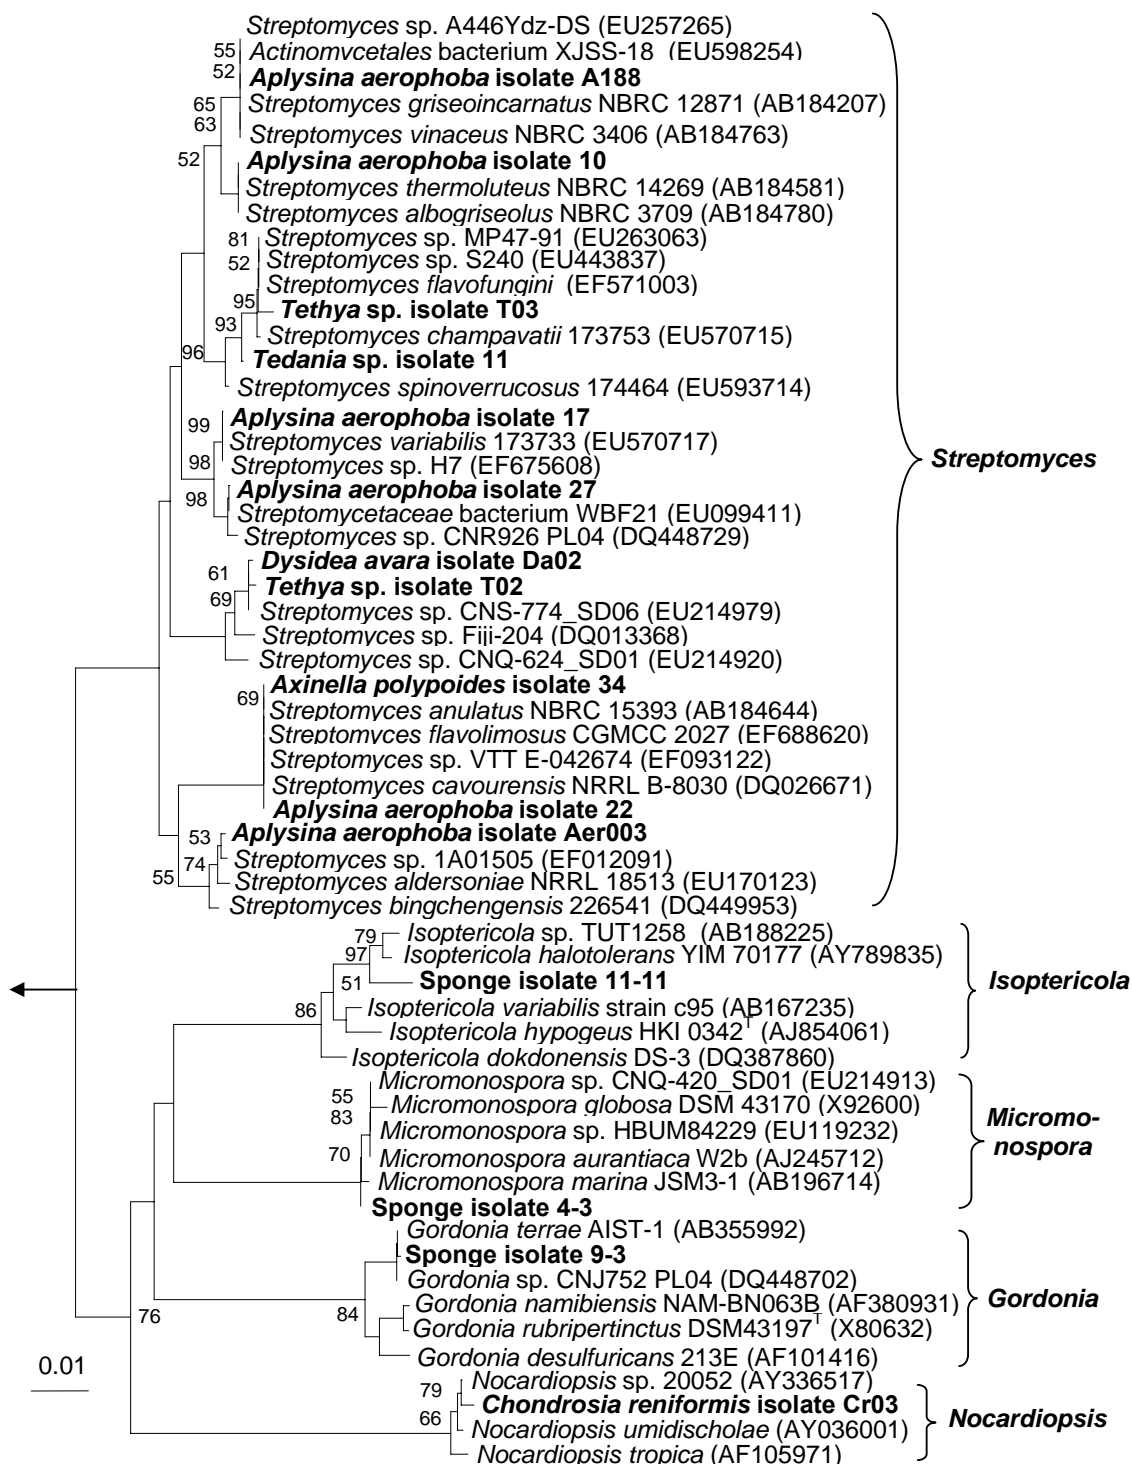 Streptomyces sp. A446Ydz-DS (EU257265)
55 Actinomycetales bacterium XJSS-18 (EU598254)
52 Aplysina aerophoba isolate A188
65 Streptomyces griseoincarnatus NBRC 12871 (AB184207)
63
Streptomyces vinaceus NBRC 3406 (AB184763)
52 Aplysina aerophoba isolate 10
Streptomyces thermoluteus NBRC 14269 (AB184581)
Streptomyces albogriseolus NBRC 3709 (AB184780)
81 Streptomyces sp. MP47-91 (EU263063)
52 Streptomyces sp. S240 (EU443837)
Streptomyces flavofungini (EF571003)
95 Tethya sp. isolate T03
93 Streptomyces champavatii 173753 (EU570715)
96 Tedania sp. isolate 11
Streptomyces spinoverrucosus 174464 (EU593714)
99 Aplysina aerophoba isolate 17
Streptomyces variabilis 173733 (EU570717)
98 Streptomyces sp. H7 (EF675608)
Streptomyces
98 Aplysina aerophoba isolate 27
Streptomycetaceae bacterium WBF21 (EU099411)
Streptomyces sp. CNR926 PL04 (DQ448729)
61 Dysidea avara isolate Da02
Tethya sp. isolate T02
69 Streptomyces sp. CNS-774_SD06 (EU214979)
Streptomyces sp. Fiji-204 (DQ013368)
Streptomyces sp. CNQ-624_SD01 (EU214920)
69 Axinella polypoides isolate 34
Streptomyces anulatus NBRC 15393 (AB184644)
Streptomyces flavolimosus CGMCC 2027 (EF688620)
Streptomyces sp. VTT E-042674 (EF093122)
Streptomyces cavourensis NRRL B-8030 (DQ026671)
Aplysina aerophoba isolate 22
53 Aplysina aerophoba isolate Aer003
74 Streptomyces sp. 1A01505 (EF012091)
55 Streptomyces aldersoniae NRRL 18513 (EU170123)
Streptomyces bingchengensis 226541 (DQ449953)
79 Isoptericola sp. TUT1258 (AB188225)
97 Isoptericola halotolerans YIM 70177 (AY789835)
51 Sponge isolate 11-11
Isoptericola
86 Isoptericola variabilis strain c95 (AB167235)
Isoptericola hypogeus HKI 0342T (AJ854061)
Isoptericola dokdonensis DS-3 (DQ387860)
Micromonospora sp. CNQ-420_SD01 (EU214913)
55 Micromonospora globosa DSM 43170 (X92600)
83 Micromonospora sp. HBUM84229 (EU119232)
Micromo-
nospora
70 Micromonospora aurantiaca W2b (AJ245712)
Micromonospora marina JSM3-1 (AB196714)
Sponge isolate 4-3
Gordonia terrae AIST-1 (AB355992)
Sponge isolate 9-3
Gordonia sp. CNJ752 PL04 (DQ448702)
Gordonia
76
84 Gordonia namibiensis NAM-BN063B (AF380931)
Gordonia rubripertinctus DSM43197T (X80632)
Gordonia desulfuricans 213E (AF101416)
0.01
79 Nocardiopsis sp. 20052 (AY336517)
Chondrosia reniformis isolate Cr03
66 Nocardiopsis umidischolae (AY036001)
Nocardiopsis
Nocardiopsis tropica (AF105971)